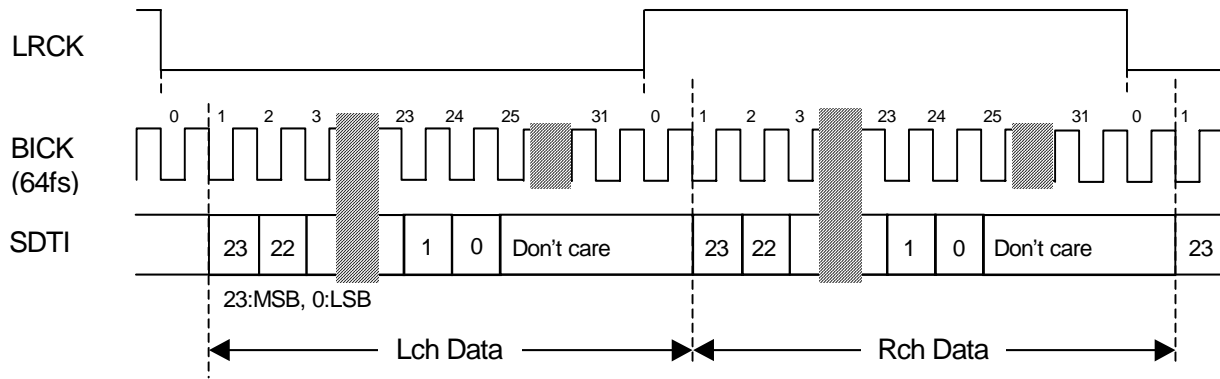 LRCK
0 1 2 3 23 24 25 31 0 1 2 3 23 24 25 31 0 1
BICK
(64fs)
SDTI
23 22 1 0 Don't care 23 22 1 0 Don't care 23
23:MSB, 0:LSB
Lch Data Rch Data